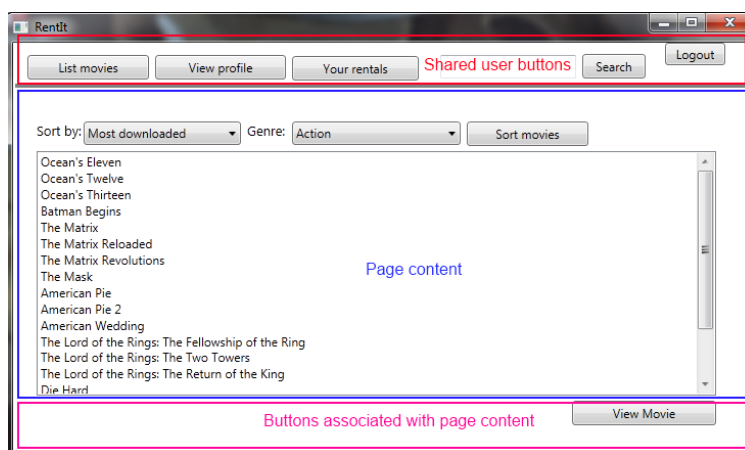 RentIt
Logout
List movies View profile Your rentals Shared user buttons Search
Sort by: Most downloaded Genre: Action Sort movies
Ocean's Eleven
Ocean's Twelve
Ocean's Thirteen
Batman Begins
The Matrix
The Matrix Reloaded
The Matrix Revolutions
The Mask
Page content
American Pie
American Pie 2
American Wedding
The Lord of the Rings: The Fellowship of the Ring
The Lord of the Rings: The Two Towers
The Lord of the Rings: The Return of the King
Die Hard
View Movie
Buttons associated with page content